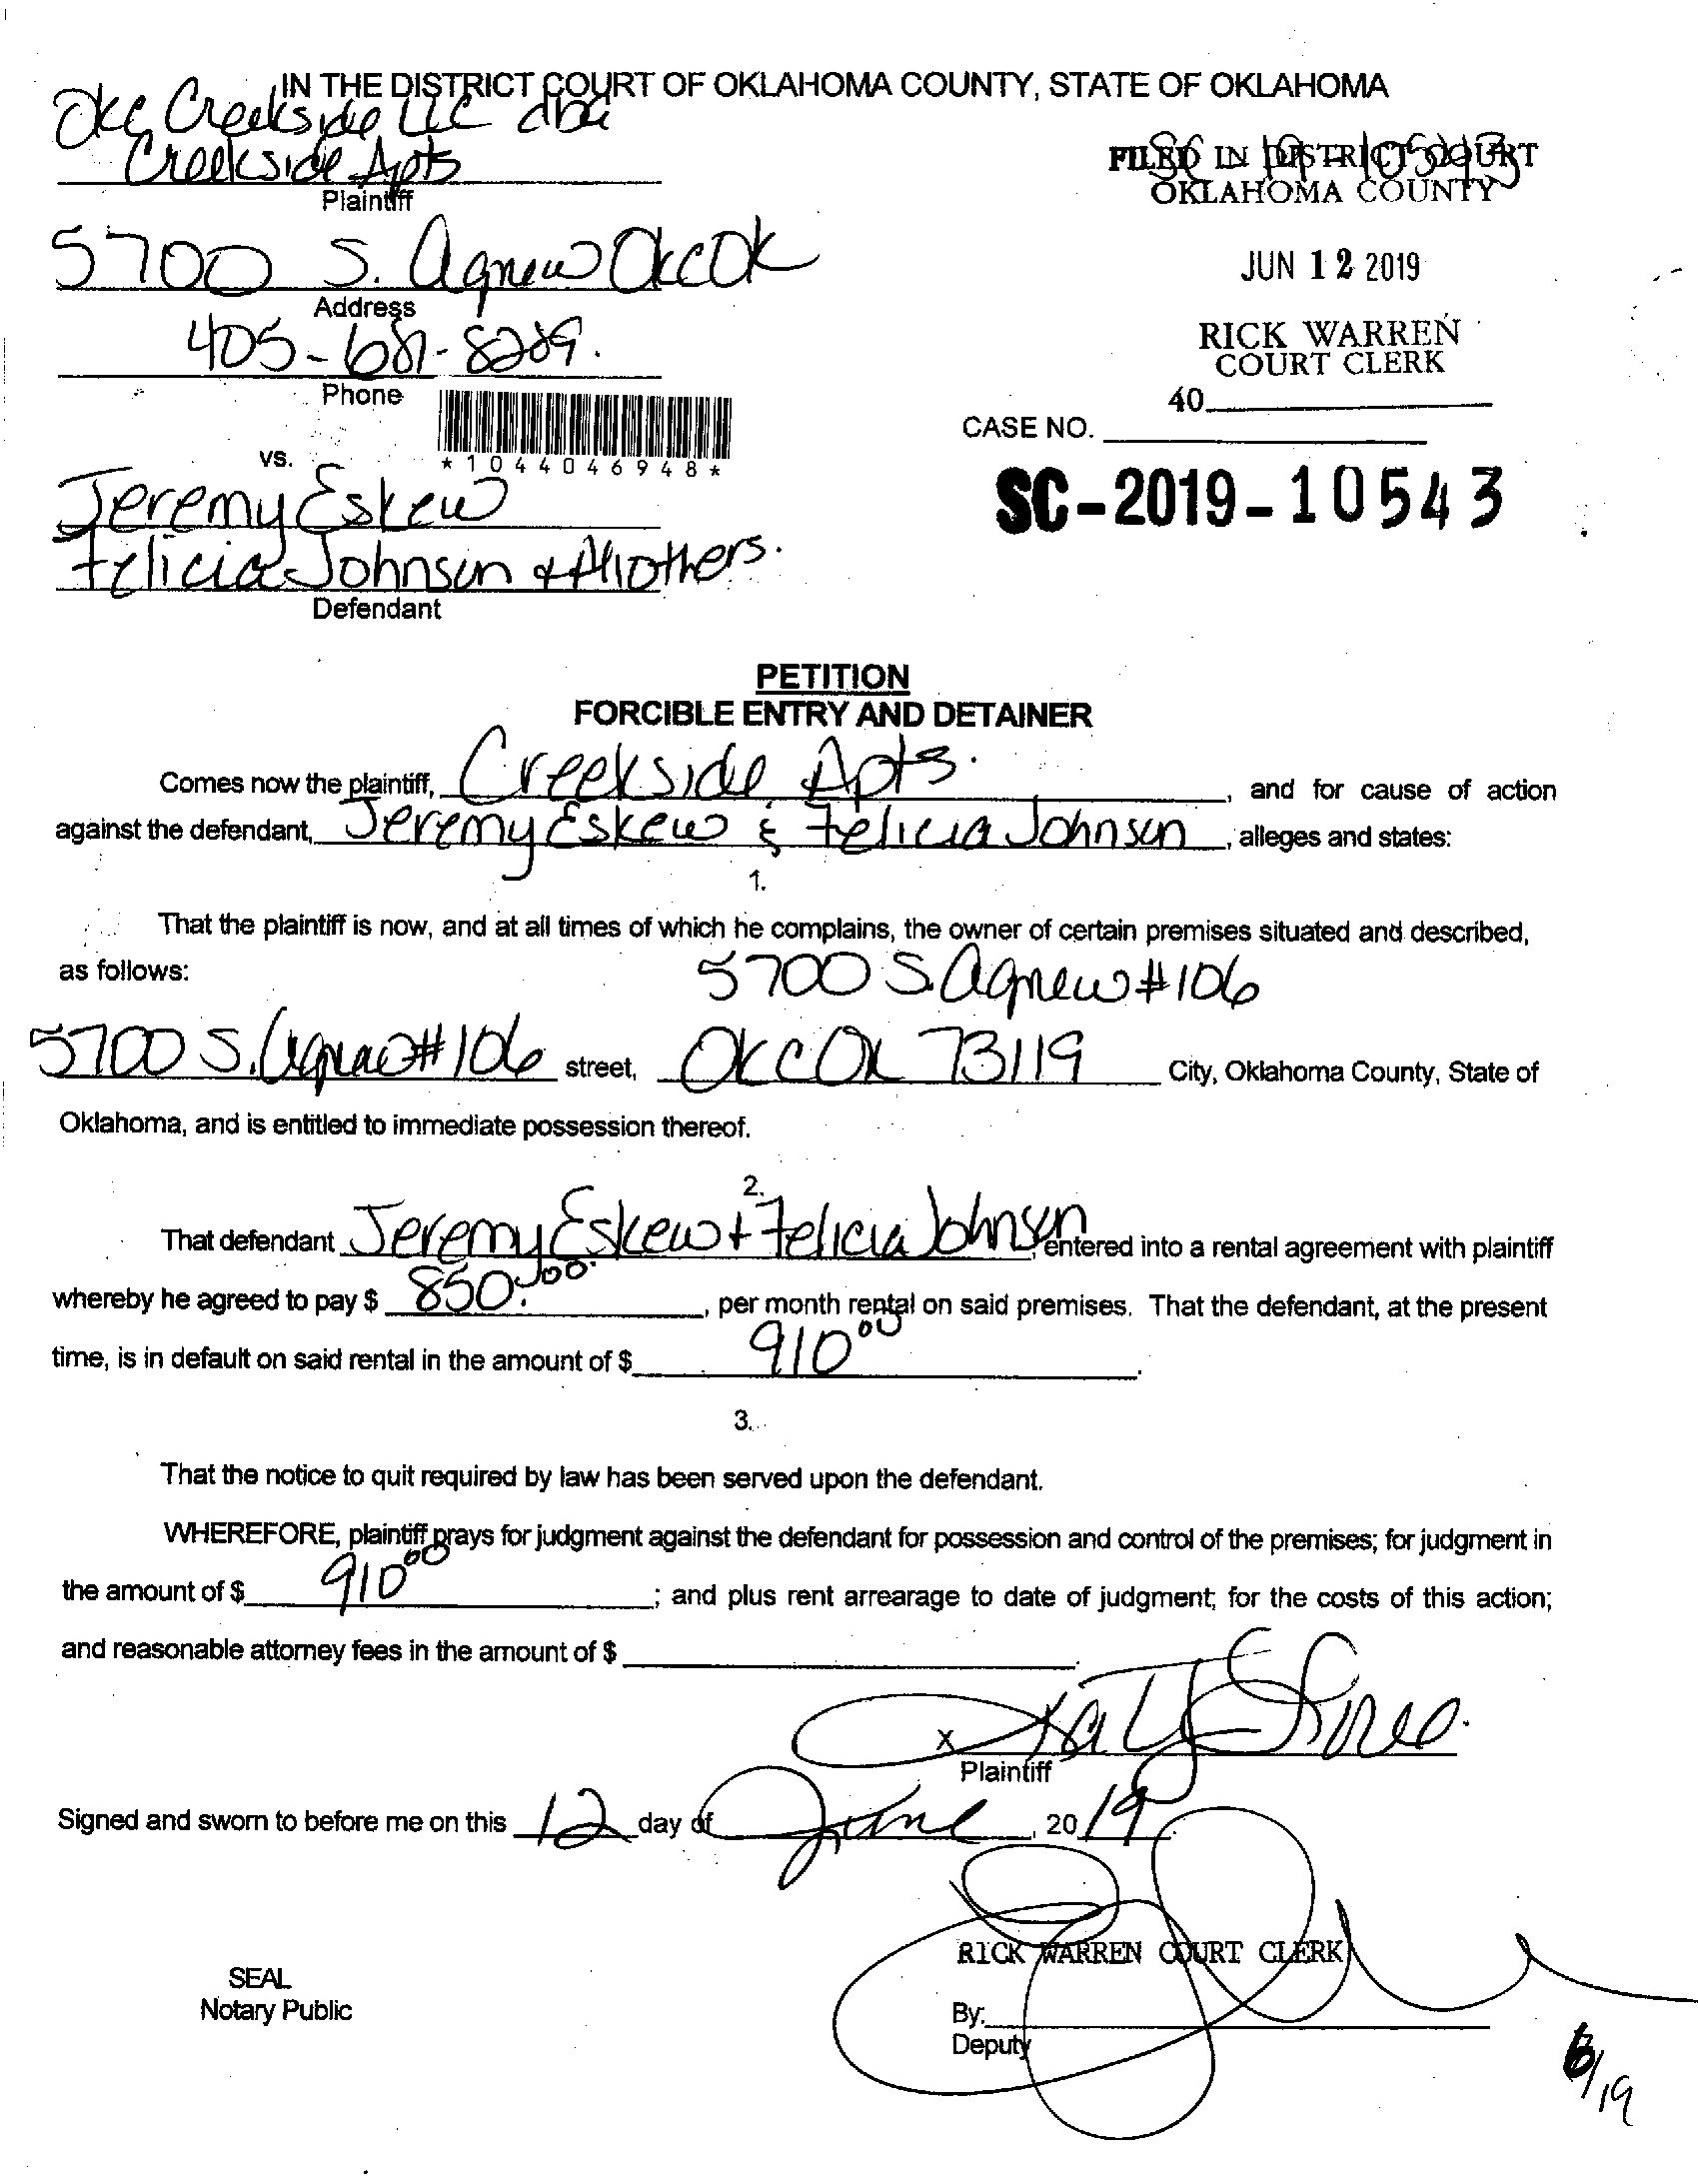 IN THE DISTRICT COURT OF OKLAHOMA COUNTY, STATE OF OKLAHOMA
OKC Creekside LLC dba
Creekside Apts
Plaintiff
SC 19-10543
FILED IN DISTRICT COURT
OKLAHOMA COUNTY
5700 S. Agnew OKC OK
Address
JUN 12 2019
405-681-8289.
Phone
RICK WARREN
COURT CLERK
40
CASE NO.
vs.
*1044046948*
SC-2019-10543
Jeremy Eskew
Felicia Johnson & All others.
Defendant
PETITION
FORCIBLE ENTRY AND DETAINER
Comes now the plaintiff, Creekside Apts. , and for cause of action
against the defendant, Jeremy Eskew & Felicia Johnson , alleges and states:
1.
That the plaintiff is now, and at all times of which he complains, the owner of certain premises situated and described,
as follows: 5700 S. Agnew #106
5700 S. Agnew #106 street, OKC OK 73119 City, Oklahoma County, State of
Oklahoma, and is entitled to immediate possession thereof.
2.
That defendant Jeremy Eskew + Felicia Johnson , entered into a rental agreement with plaintiff
whereby he agreed to pay $ 850.00 , per month rental on said premises. That the defendant, at the present
time, is in default on said rental in the amount of $ 910 00 .
3.
That the notice to quit required by law has been served upon the defendant.
WHEREFORE, plaintiff prays for judgment against the defendant for possession and control of the premises; for judgment in
the amount of $ 910 00 ; and plus rent arrearage to date of judgment; for the costs of this action;
and reasonable attorney fees in the amount of $ .
X
Plaintiff
Signed and sworn to before me on this 12 day of June , 20 19 .
RICK WARREN COURT CLERK
SEAL
Notary Public
By:
Deputy
6/19